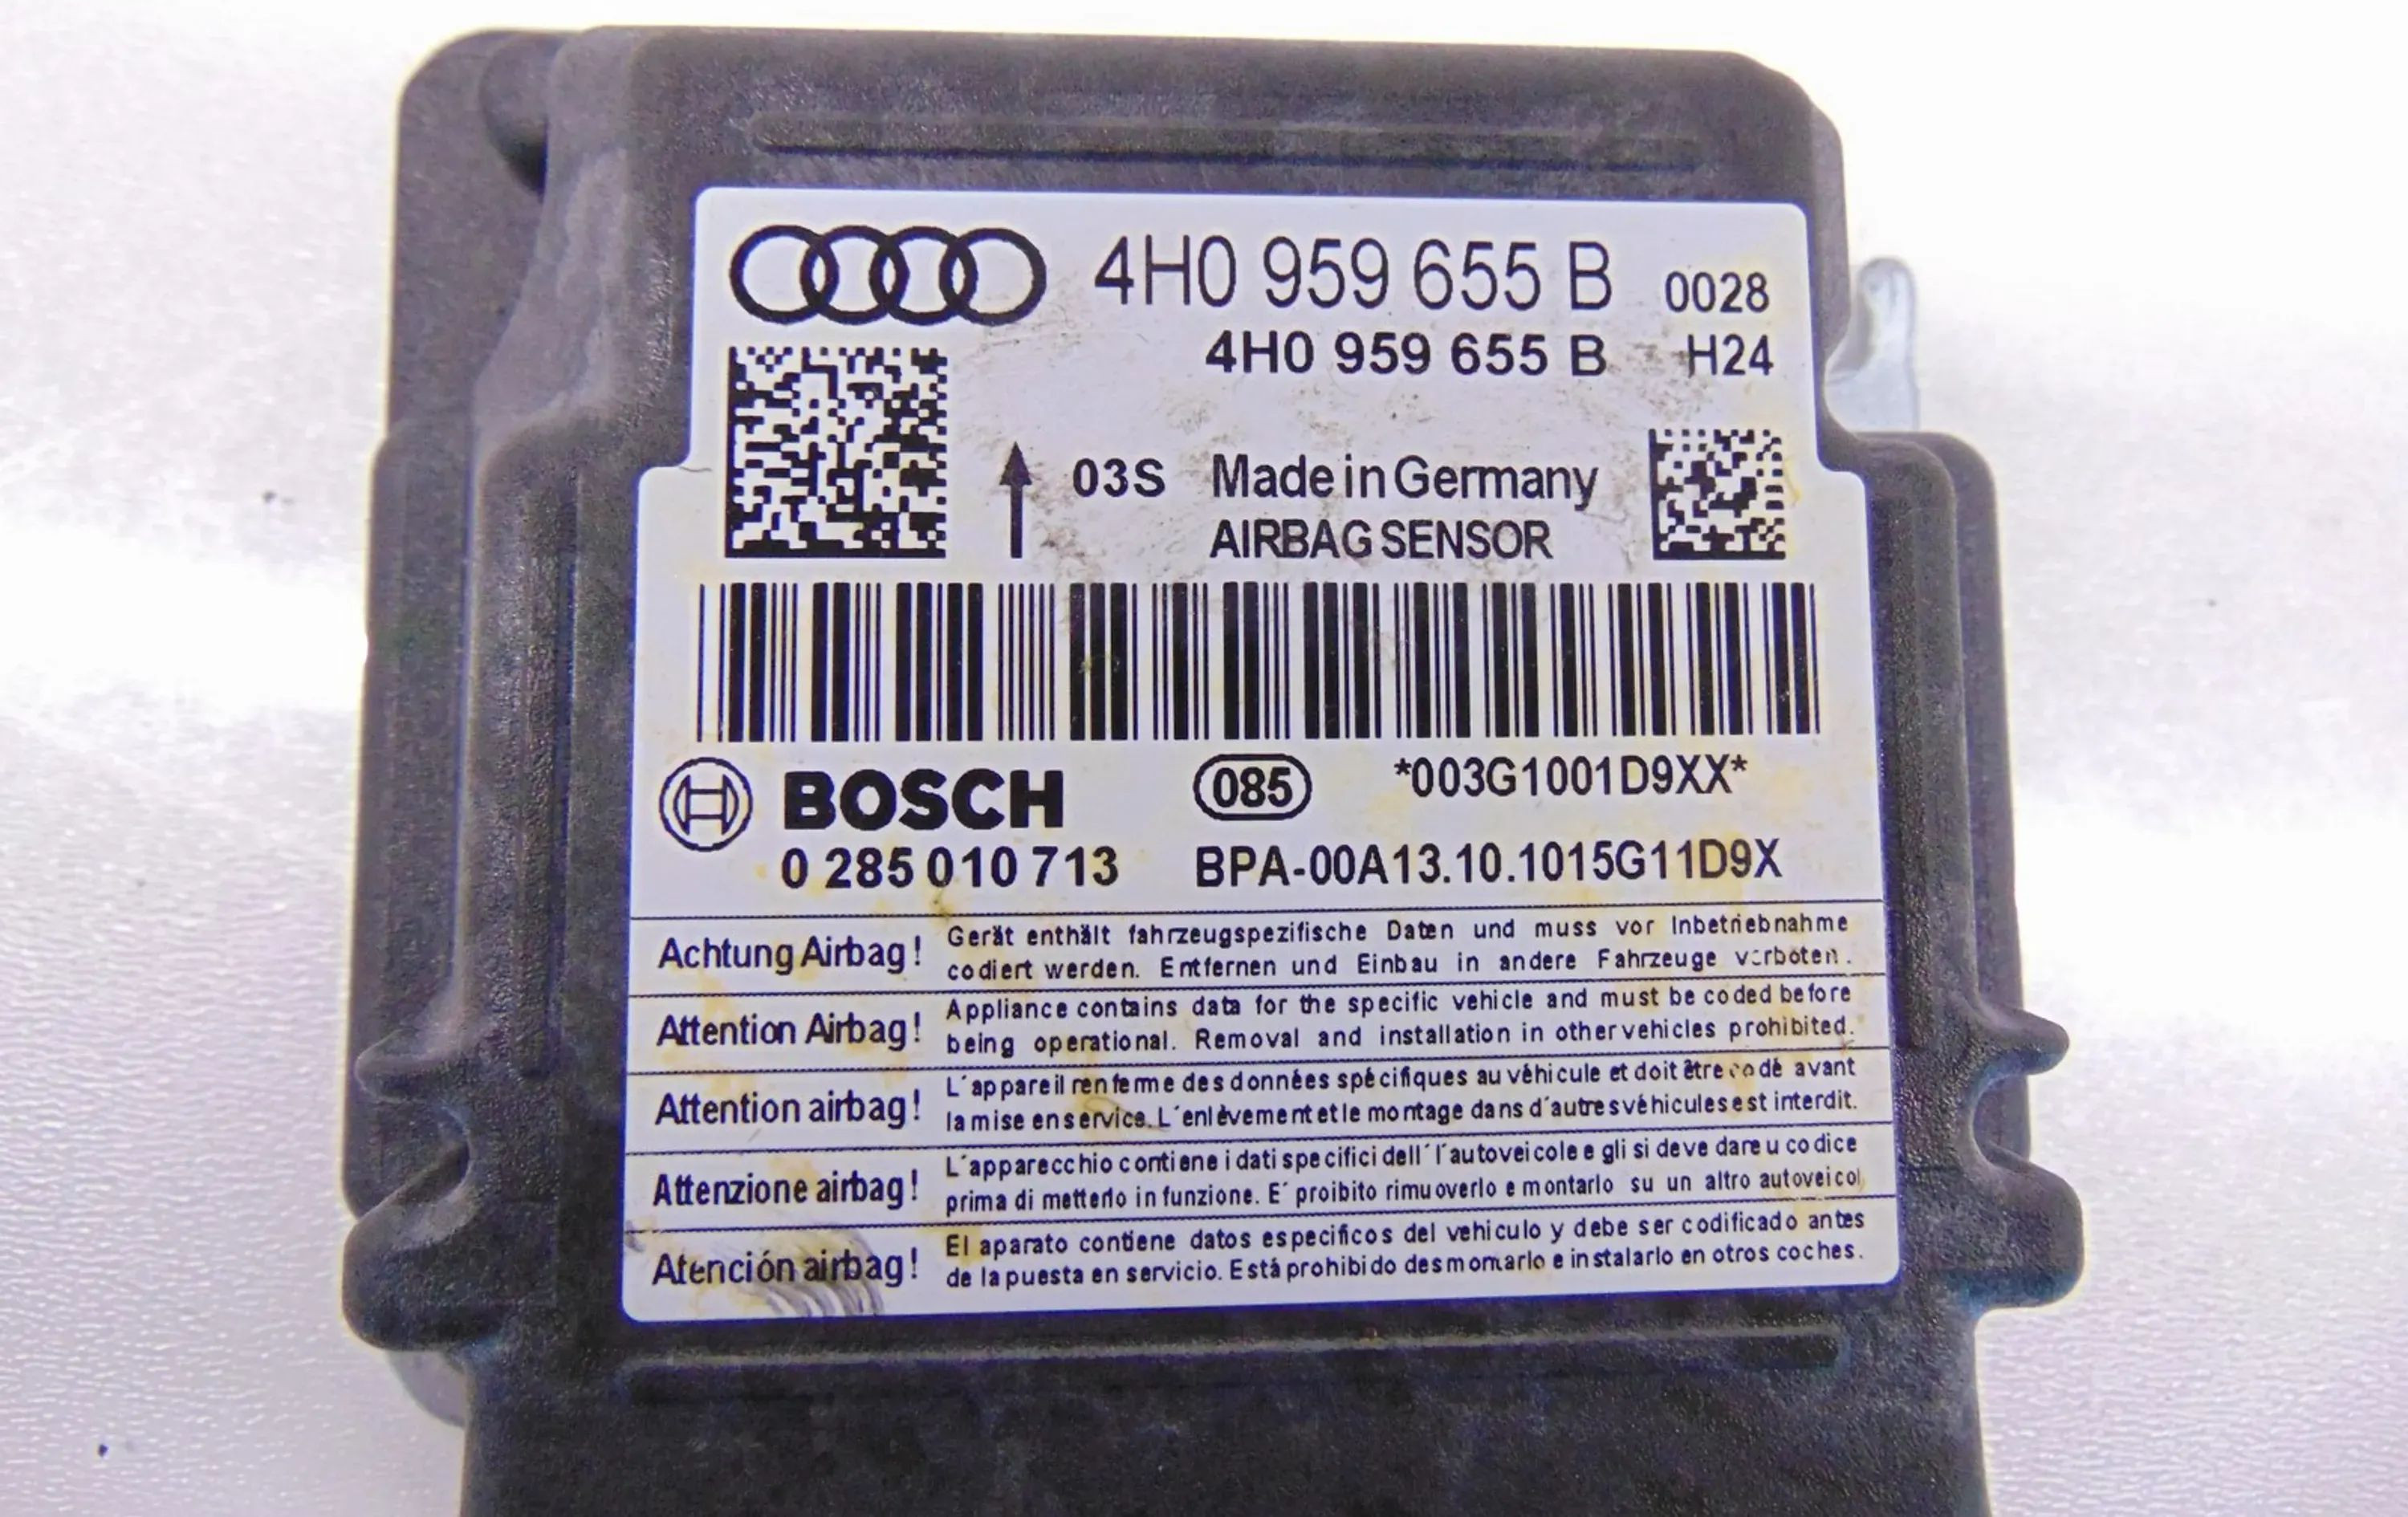 4H0 959 655 B 0028
4H0 959 655 B H24
03S Made in Germany
AIRBAG SENSOR
BOSCH 085 *003G1001D9XX*
0 285 010 713 BPA-00A13.10.1015G11D9X
Achtung Airbag! Gerät enthält fahrzeugspezifische Daten und muss vor Inbetriebnahme
codiert werden. Entfernen und Einbau in andere Fahrzeuge verboten.
Attention Airbag! Appliance contains data for the specific vehicle and must be coded before
being operational. Removal and installation in other vehicles prohibited.
Attention airbag! L´appareil renferme des données spécifiques au véhicule et doit être codé avant
la mise en service. L´enlèvement et le montage dans d´autres véhicules est interdit.
Attenzione airbag! L´apparecchio contiene i dati specifici dell´l´autoveicolo e gli si deve dare u codice
prima di metterlo in funzione. E´ proibito rimuoverlo e montarlo su un altro autoveicol
Atención airbag! El aparato contiene datos especificos del vehiculo y debe ser codificado antes
de la puesta en servicio. Está prohibido desmontarlo e instalarlo en otros coches.